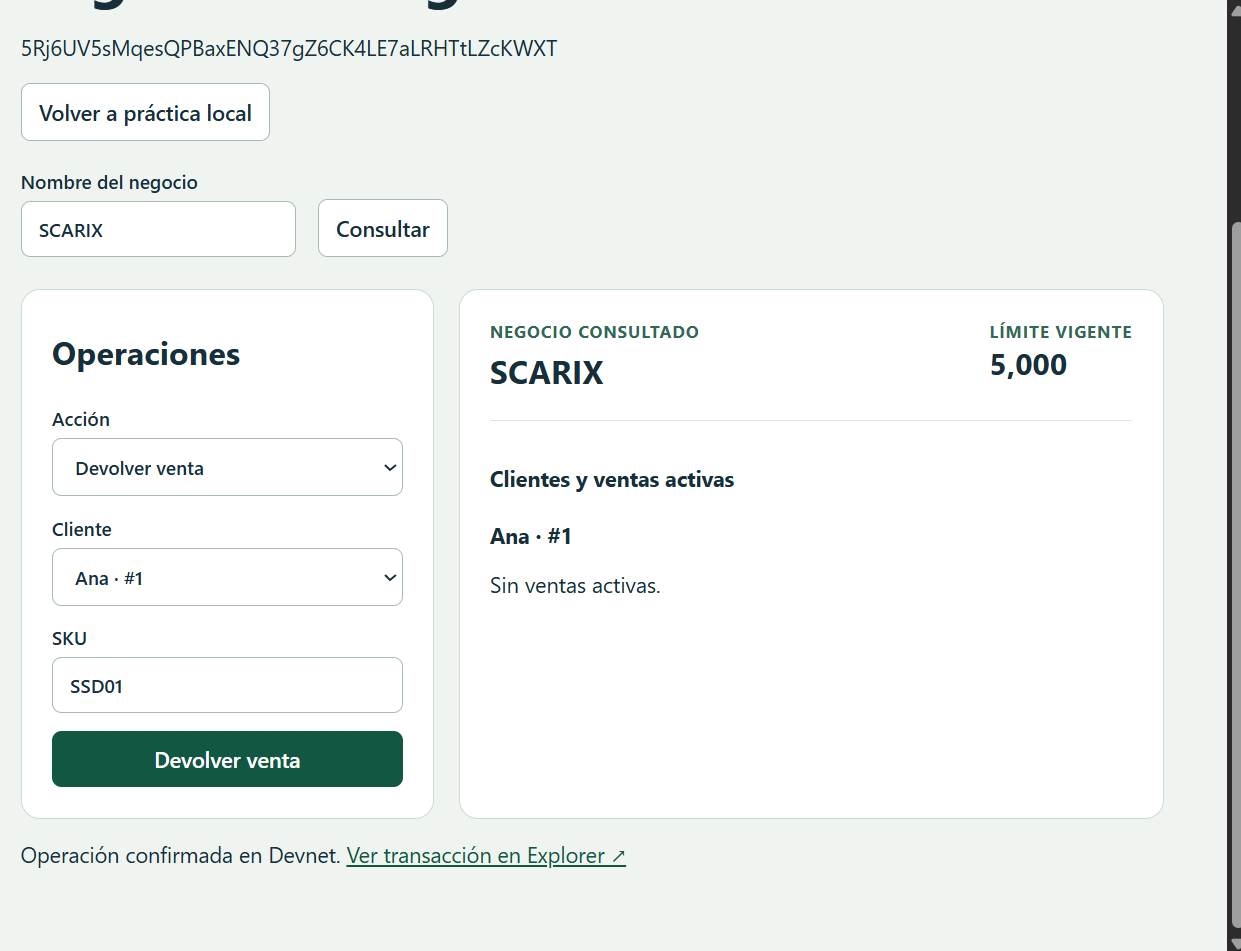 5Rj6UV5sMqesQPBaxENQ37gZ6CK4LE7aLRHTtLZcKWXT
Volver a práctica local
Nombre del negocio
SCARIX
Consultar
Operaciones
Acción
Devolver venta
Cliente
Ana · #1
SKU
SSD01
Devolver venta
NEGOCIO CONSULTADO
SCARIX
LÍMITE VIGENTE
5,000
Clientes y ventas activas
Ana · #1
Sin ventas activas.
Operación confirmada en Devnet. Ver transacción en Explorer ↗